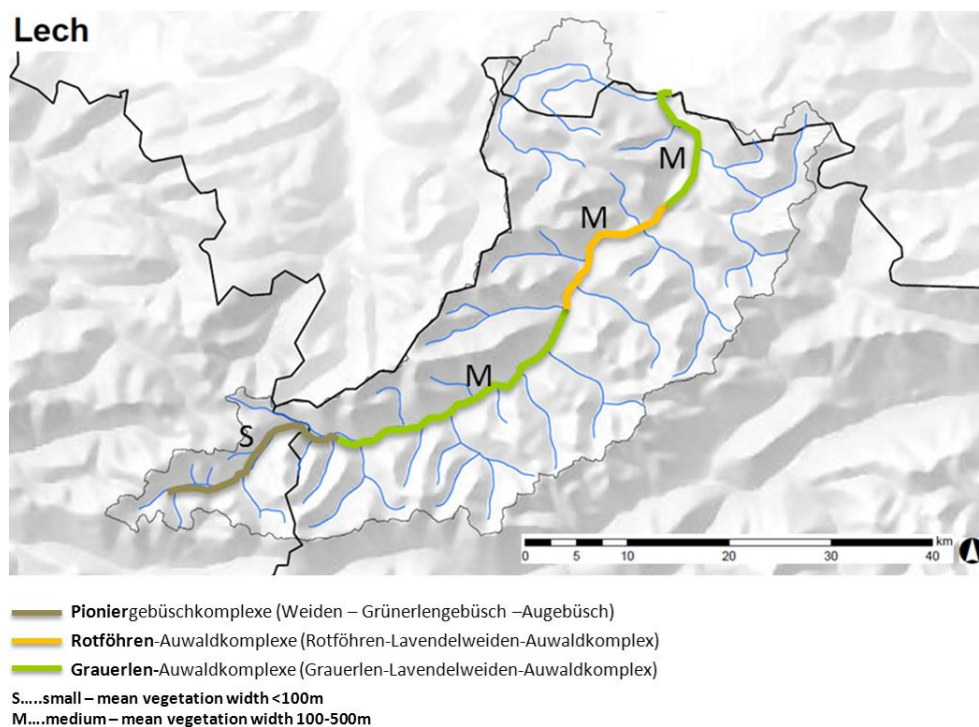 Lech
M
M
M
S
km
0 5 10 20 30 40
Pioniergebüschkomplexe (Weiden – Grünerlengebüsch –Augebüsch)
Rotföhren-Auwaldkomplexe (Rotföhren-Lavendelweiden-Auwaldkomplex)
Grauerlen-Auwaldkomplexe (Grauerlen-Lavendelweiden-Auwaldkomplex)
S.....small – mean vegetation width <100m
M....medium – mean vegetation width 100-500m